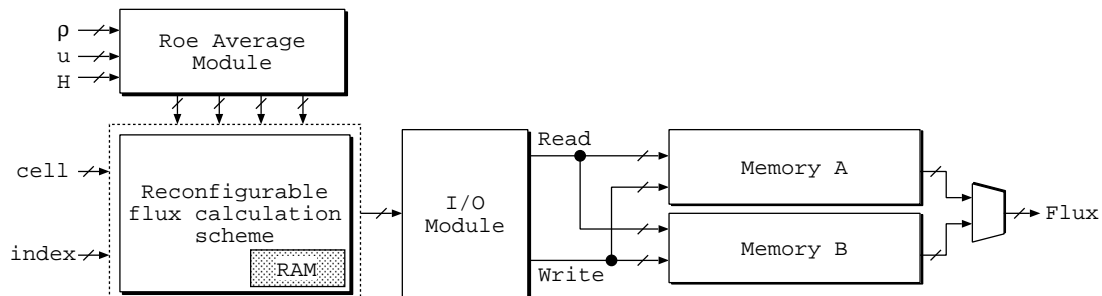 ρ
u
H
Roe Average
Module
cell
index
Reconfigurable
flux calculation
scheme
RAM
I/O
Module
Read
Write
Memory A
Memory B
Flux